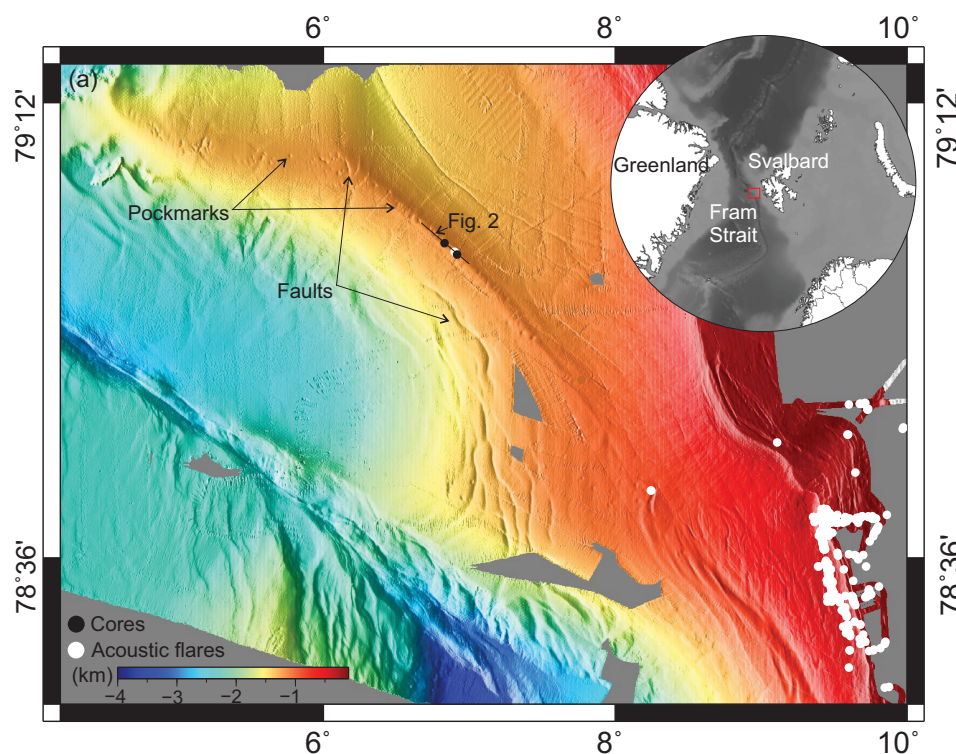 6˚ 8˚ 10˚
(a)
79˚12' 79˚12'
Greenland
Svalbard
Fram
Strait
Pockmarks
Fig. 2
Faults
78˚36' 78˚36'
Cores
Acoustic flares
(km)
−4 −3 −2 −1
6˚ 8˚ 10˚